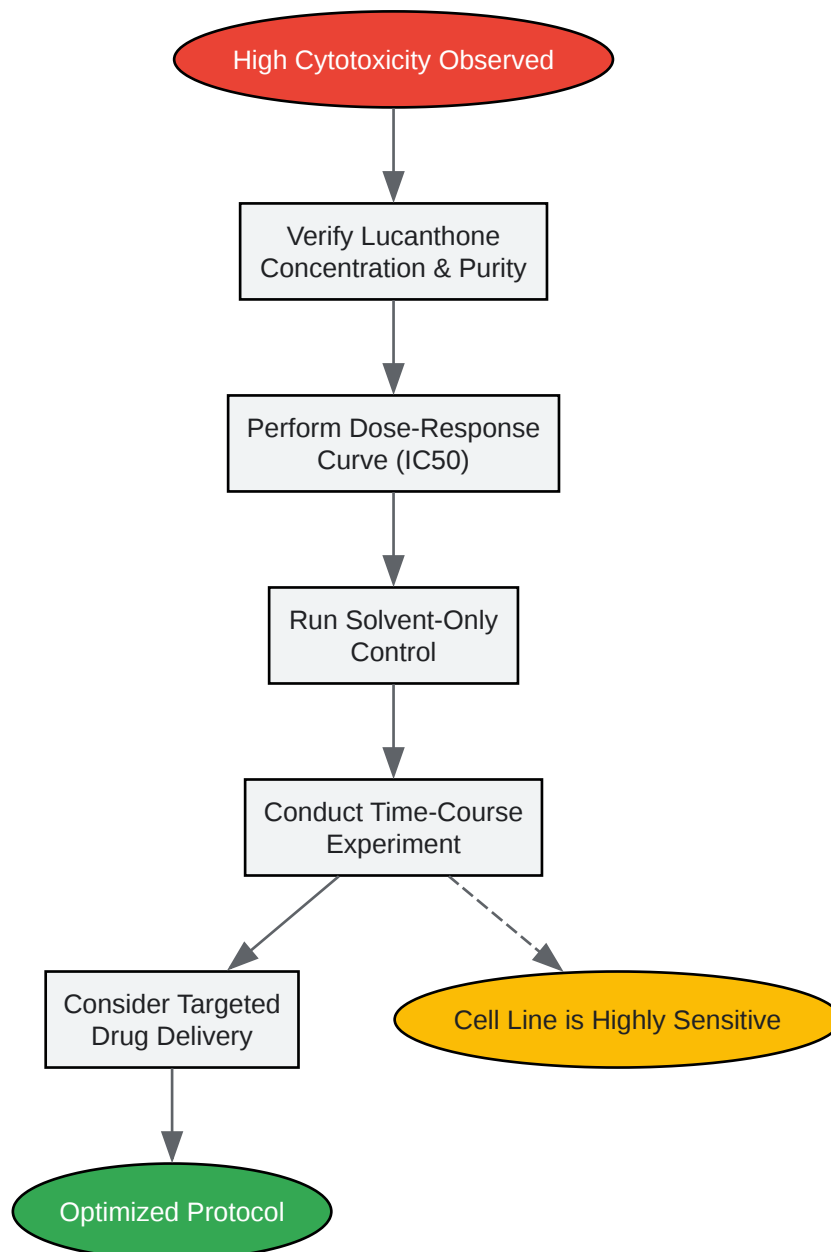 High Cytotoxicity Observed
Verify Lucanthone
Concentration & Purity
Perform Dose-Response
Curve (IC50)
Run Solvent-Only
Control
Conduct Time-Course
Experiment
Consider Targeted
Drug Delivery
Cell Line is Highly Sensitive
Optimized Protocol